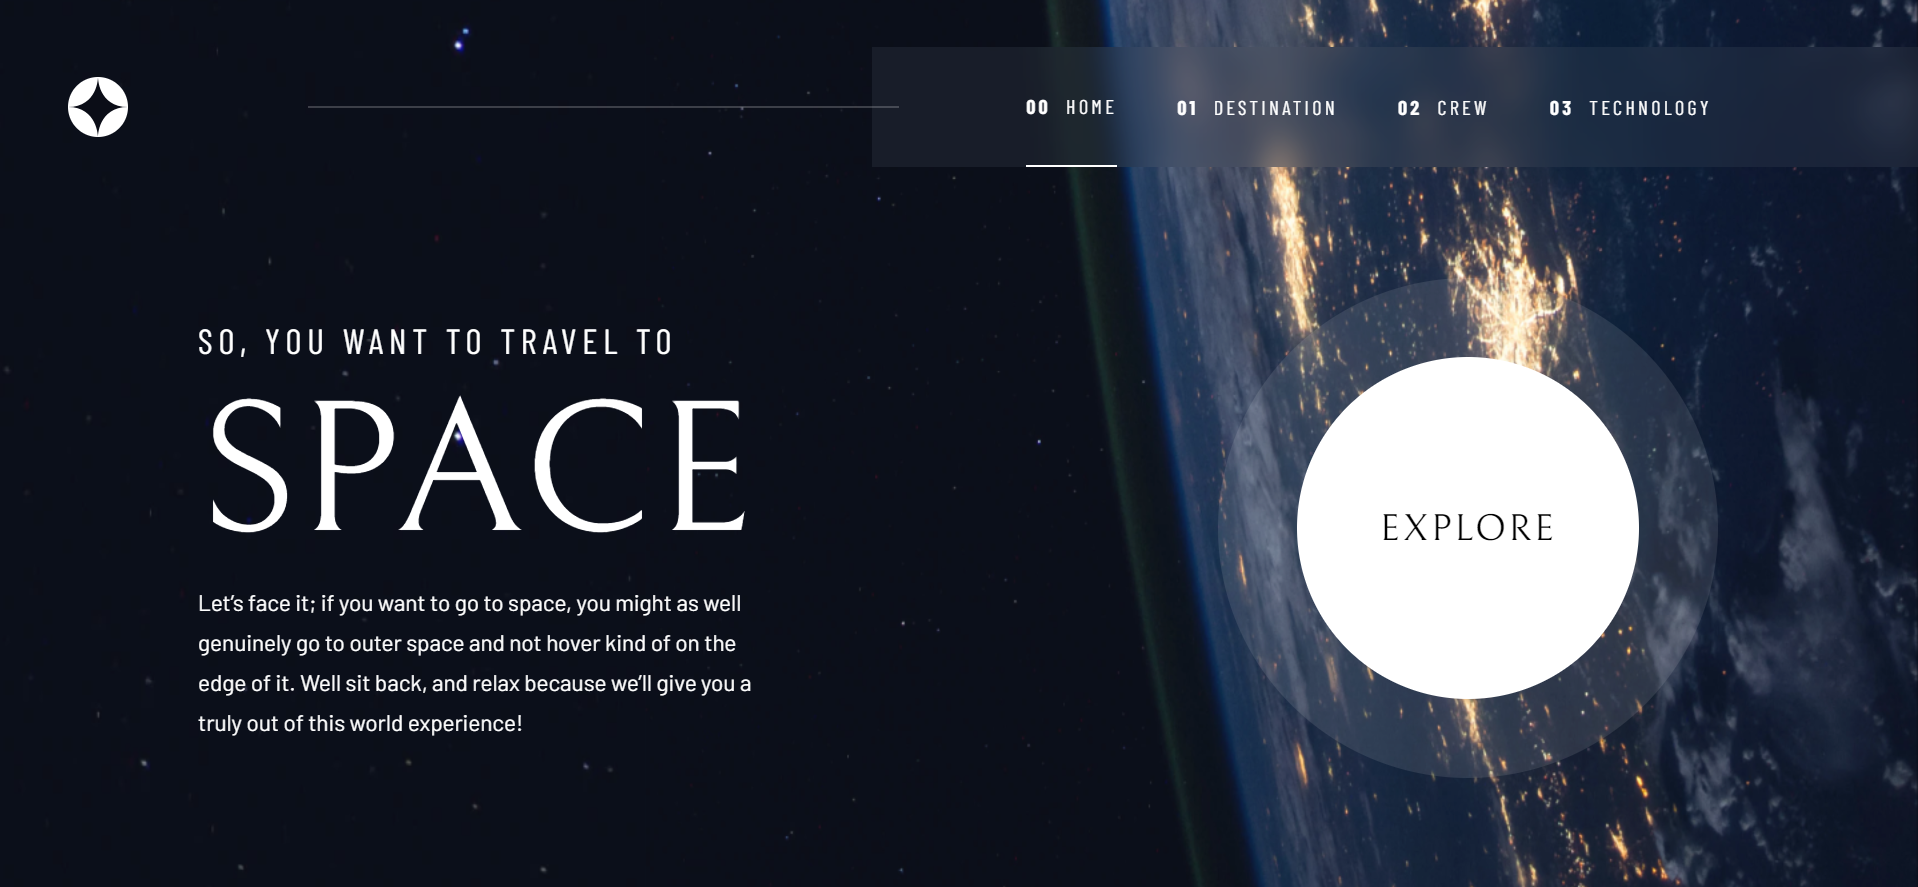 00 HOME 01 DESTINATION 02 CREW 03 TECHNOLOGY
SO, YOU WANT TO TRAVEL TO
SPACE
Let’s face it; if you want to go to space, you might as well
genuinely go to outer space and not hover kind of on the
edge of it. Well sit back, and relax because we’ll give you a
truly out of this world experience!
EXPLORE